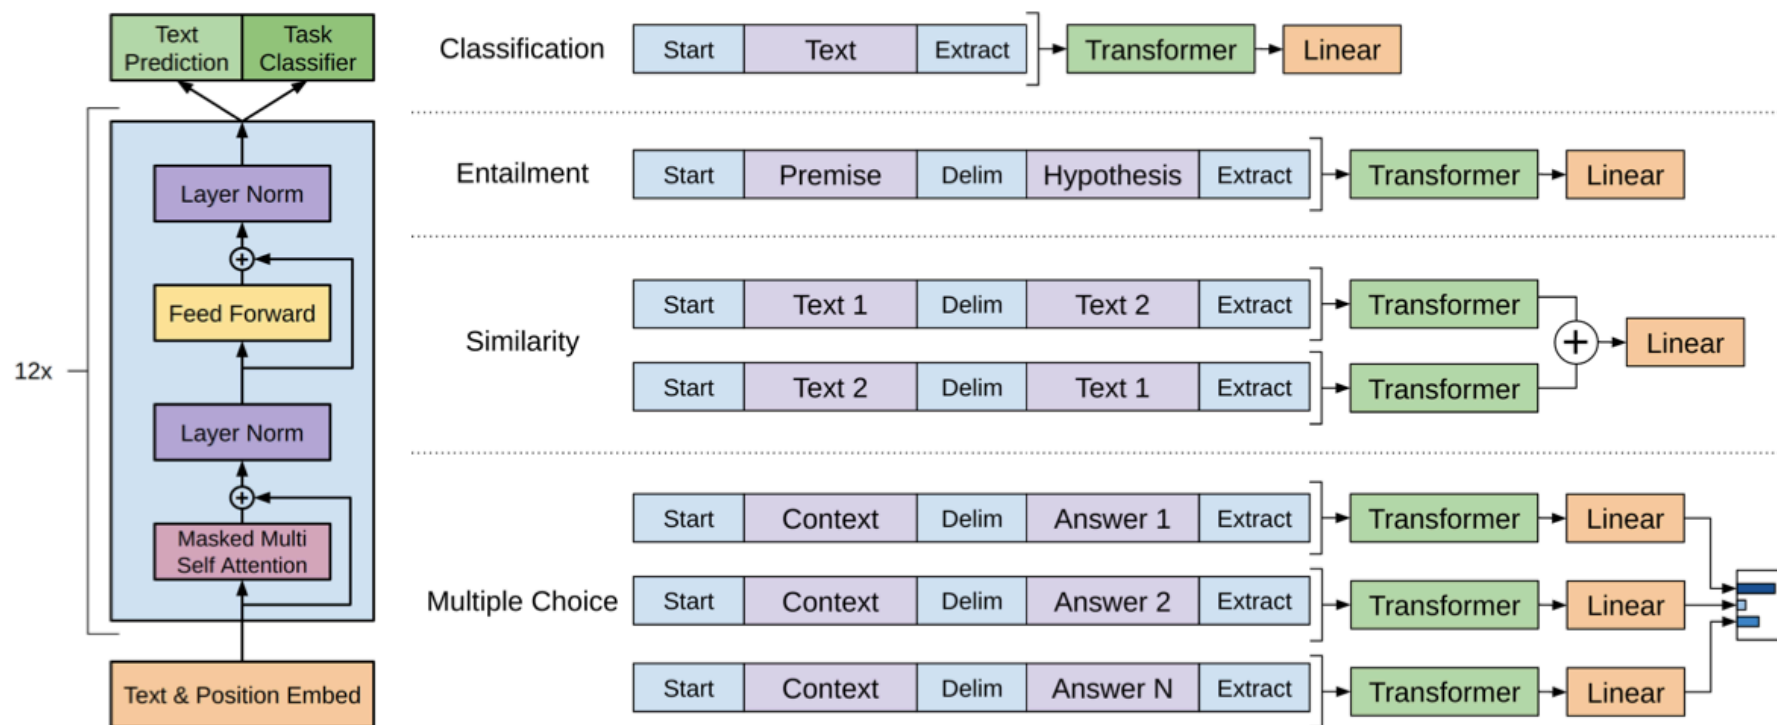 Text
Prediction
Task
Classifier
12x
Layer Norm
+
Feed Forward
Layer Norm
+
Masked Multi
Self Attention
Text & Position Embed
Classification
Start Text Extract Transformer Linear
Entailment
Start Premise Delim Hypothesis Extract Transformer Linear
Similarity
Start Text 1 Delim Text 2 Extract Transformer
+ Linear
Start Text 2 Delim Text 1 Extract Transformer
Multiple Choice
Start Context Delim Answer 1 Extract Transformer Linear
Start Context Delim Answer 2 Extract Transformer Linear
Start Context Delim Answer N Extract Transformer Linear